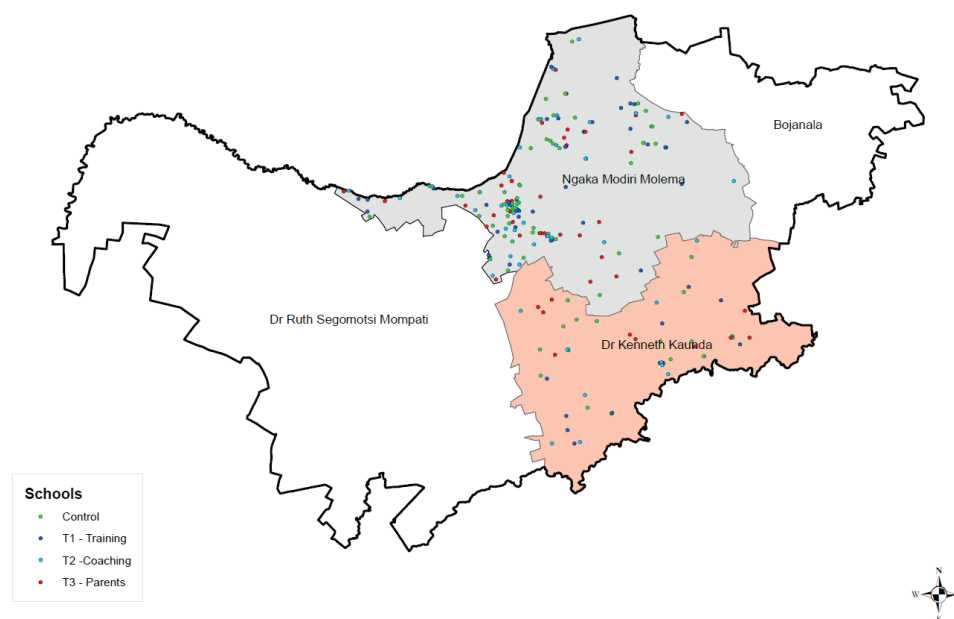 Bojanala
Ngaka Modiri Molema
Dr Ruth Segomotsi Mompati
Dr Kenneth Kaunda
Schools
Control
T1 - Training
T2 -Coaching
T3 - Parents
N
W
S